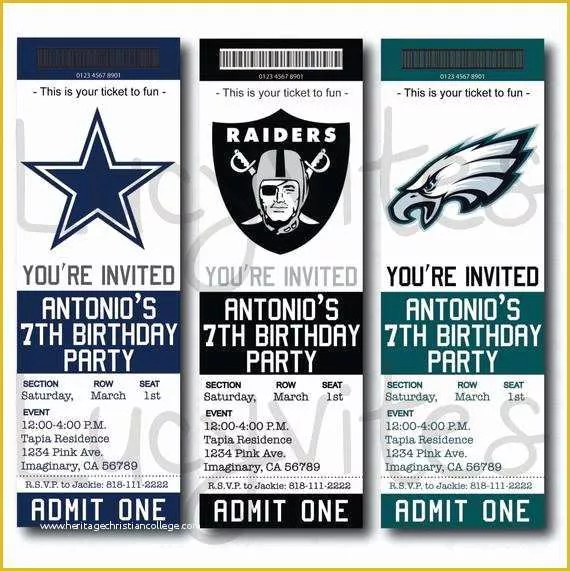 0123 4567 8901
- This is your ticket to fun -
YOU'RE INVITED
ANTONIO'S
7TH BIRTHDAY
PARTY
SECTION ROW SEAT
Saturday, March 1st
EVENT
12:00-4:00 P.M.
Tapia Residence
1234 Pink Ave.
Imaginary, CA 56789
R.S.V.P. to Jackie: 818-111-2222
ADMIT ONE
0123 4567 8901
- This is your ticket to fun -
RAIDERS
YOU'RE INVITED
ANTONIO'S
7TH BIRTHDAY
PARTY
SECTION ROW SEAT
Saturday, March 1st
EVENT
12:00-4:00 P.M.
Tapia Residence
1234 Pink Ave.
Imaginary, CA 56789
R.S.V.P. to Jackie: 818-111-2222
ADMIT ONE
0123 4567 8901
- This is your ticket to fun -
YOU'RE INVITED
ANTONIO'S
7TH BIRTHDAY
PARTY
SECTION ROW SEAT
Saturday, March 1st
EVENT
12:00-4:00 P.M.
Tapia Residence
1234 Pink Ave.
Imaginary, CA 56789
R.S.V.P. to Jackie: 818-111-2222
ADMIT ONE
LucyVites
LucyVites
www.heritagechristiancollege.com